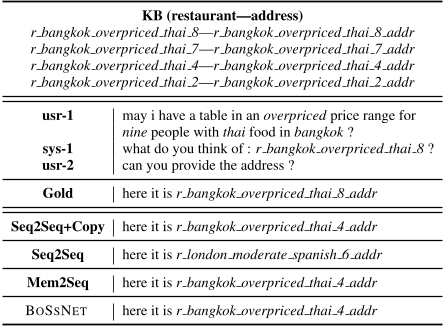 KB (restaurant—address)
r_bangkok_overpriced_thai_8—r_bangkok_overpriced_thai_8_addr
r_bangkok_overpriced_thai_7—r_bangkok_overpriced_thai_7_addr
r_bangkok_overpriced_thai_4—r_bangkok_overpriced_thai_4_addr
r_bangkok_overpriced_thai_2—r_bangkok_overpriced_thai_2_addr
usr-1 may i have a table in an overpriced price range for
nine people with thai food in bangkok ?
sys-1 what do you think of : r_bangkok_overpriced_thai_8 ?
usr-2 can you provide the address ?
Gold here it is r_bangkok_overpriced_thai_8_addr
Seq2Seq+Copy here it is r_bangkok_overpriced_thai_4_addr
Seq2Seq here it is r_london_moderate_spanish_6_addr
Mem2Seq here it is r_bangkok_overpriced_thai_4_addr
BOSSNET here it is r_bangkok_overpriced_thai_4_addr